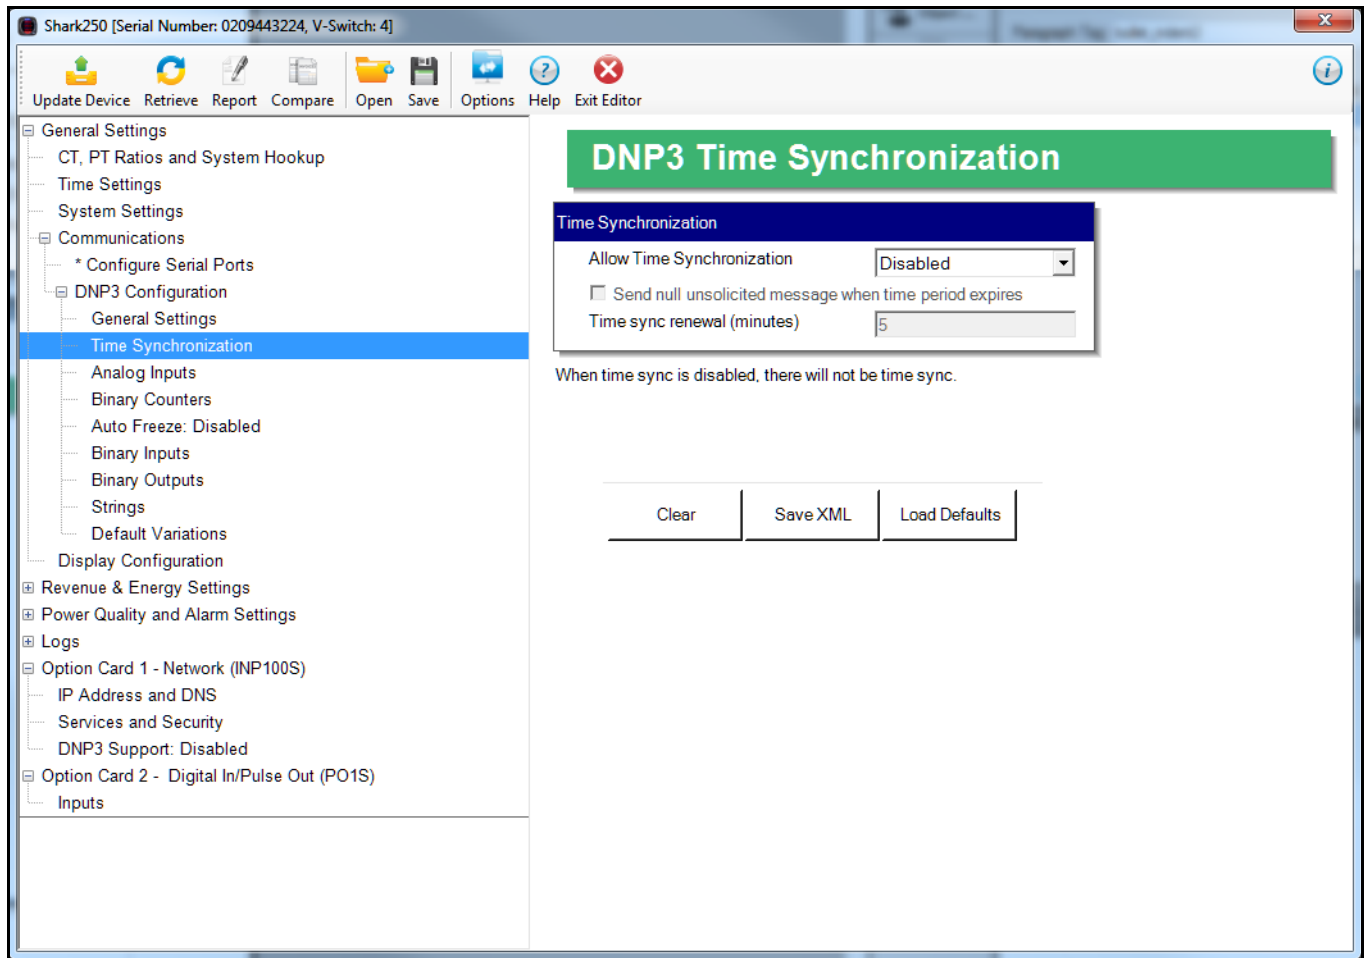 Shark250 [Serial Number: 0209443224, V-Switch: 4]
Update Device Retrieve Report Compare Open Save Options Help Exit Editor
General Settings
CT, PT Ratios and System Hookup
Time Settings
System Settings
Communications
* Configure Serial Ports
DNP3 Configuration
General Settings
Time Synchronization
Analog Inputs
Binary Counters
Auto Freeze: Disabled
Binary Inputs
Binary Outputs
Strings
Default Variations
Display Configuration
Revenue & Energy Settings
Power Quality and Alarm Settings
Logs
Option Card 1 - Network (INP100S)
IP Address and DNS
Services and Security
DNP3 Support: Disabled
Option Card 2 - Digital In/Pulse Out (PO1S)
Inputs
DNP3 Time Synchronization
Time Synchronization
Allow Time Synchronization Disabled
Send null unsolicited message when time period expires
Time sync renewal (minutes) 5
When time sync is disabled, there will not be time sync.
Clear Save XML Load Defaults